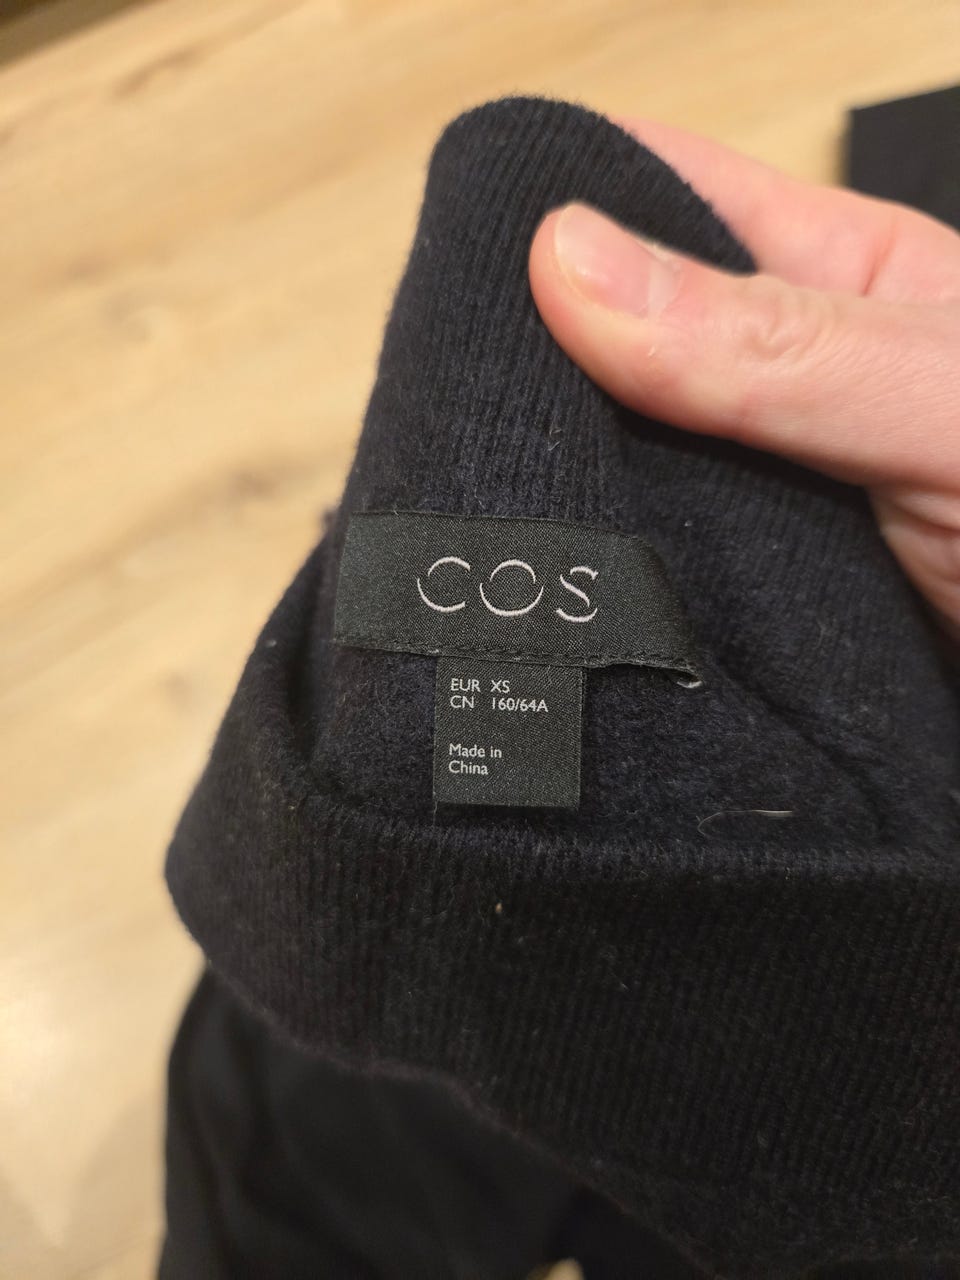 COS
EUR XS
CN 160/64A
Made in
China